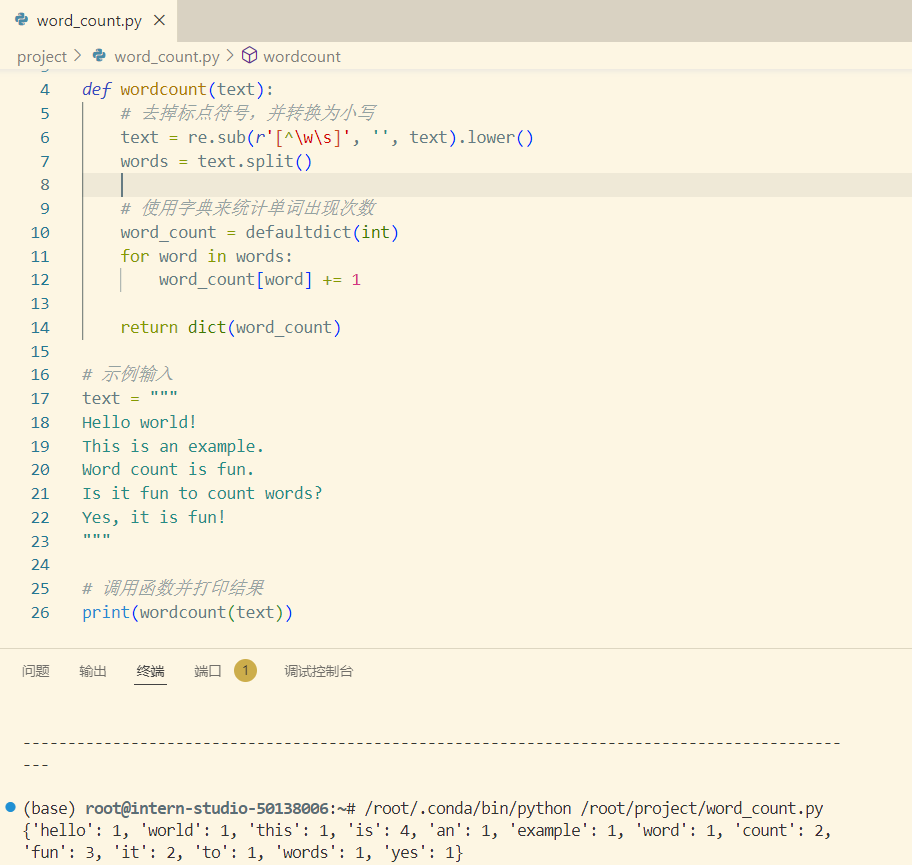 word_count.py
project > word_count.py > wordcount
4 def wordcount(text):
5 # 去掉标点符号，并转换为小写
6 text = re.sub(r'[^\w\s]', '', text).lower()
7 words = text.split()
8
9 # 使用字典来统计单词出现次数
10 word_count = defaultdict(int)
11 for word in words:
12 word_count[word] += 1
13
14 return dict(word_count)
15
16 # 示例输入
17 text = """
18 Hello world!
19 This is an example.
20 Word count is fun.
21 Is it fun to count words?
22 Yes, it is fun!
23 """
24
25 # 调用函数并打印结果
26 print(wordcount(text))
问题 输出 终端 端口 1 调试控制台
(base) root@intern-studio-50138006:~# /root/.conda/bin/python /root/project/word_count.py
{'hello': 1, 'world': 1, 'this': 1, 'is': 4, 'an': 1, 'example': 1, 'word': 1, 'count': 2,
'fun': 3, 'it': 2, 'to': 1, 'words': 1, 'yes': 1}